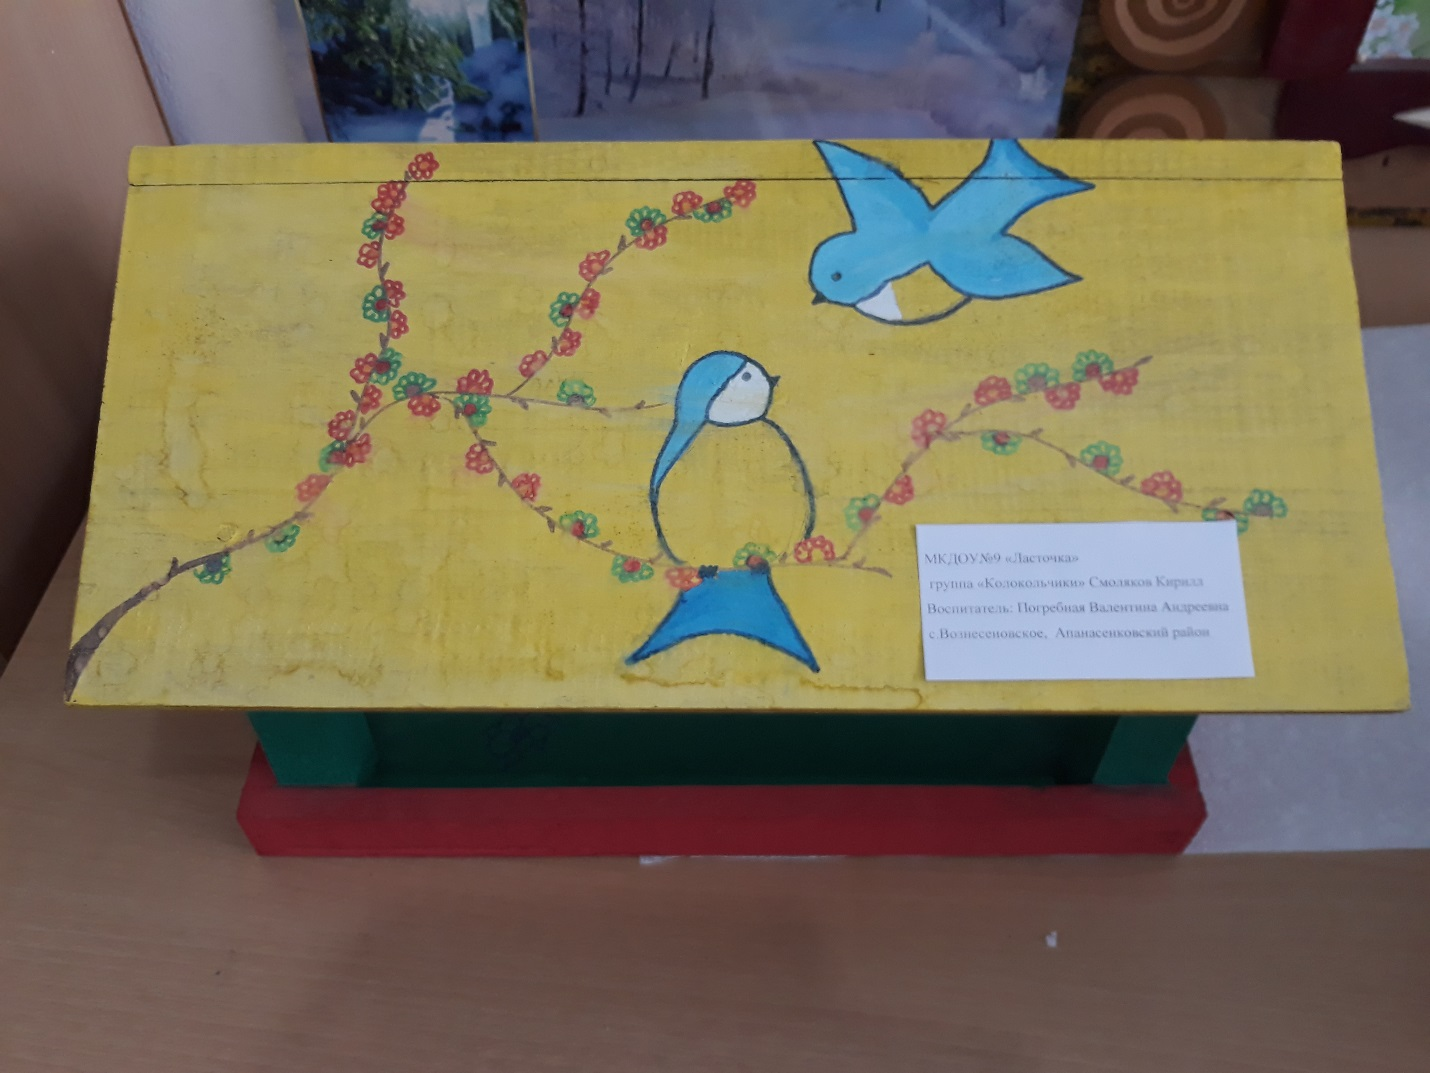 МКДОУ№9 «Ласточка»
группа «Колокольчики» Смоляков Кирилл
Воспитатель: Погребная Валентина Андреевна
с.Вознесеновское, Апанасенковский район